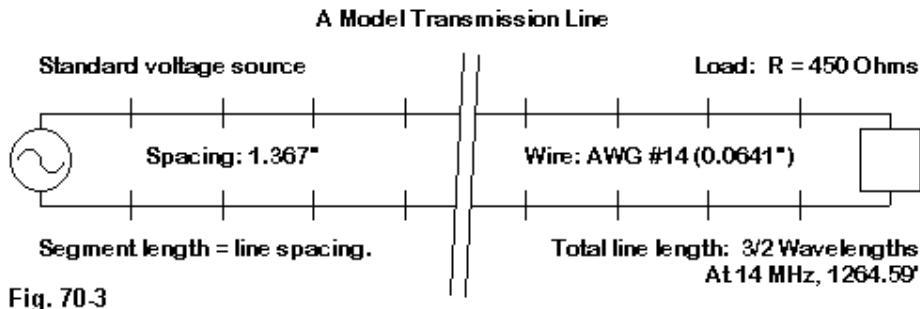 A Model Transmission Line
Standard voltage source
Load: R = 450 Ohms
Spacing: 1.367"
Wire: AWG #14 (0.0641")
Segment length = line spacing.
Total line length: 3/2 Wavelengths
At 14 MHz, 1264.59'
Fig. 70-3